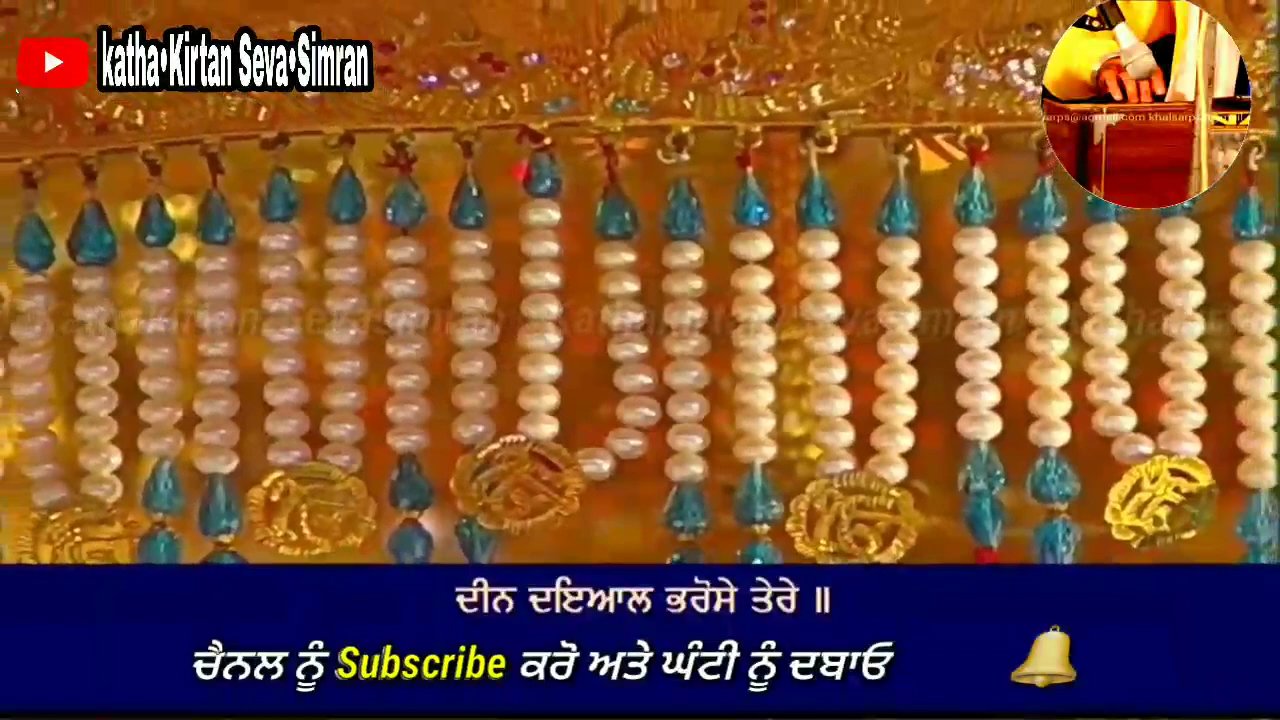 katha•Kirtan Seva•Simran
ਦੀਨ ਦਇਆਲ ਭਰੋਸੇ ਤੇਰੇ ॥
ਚੈਨਲ ਨੂੰ Subscribe ਕਰੋ ਅਤੇ ਘੰਟੀ ਨੂੰ ਦਬਾਓ